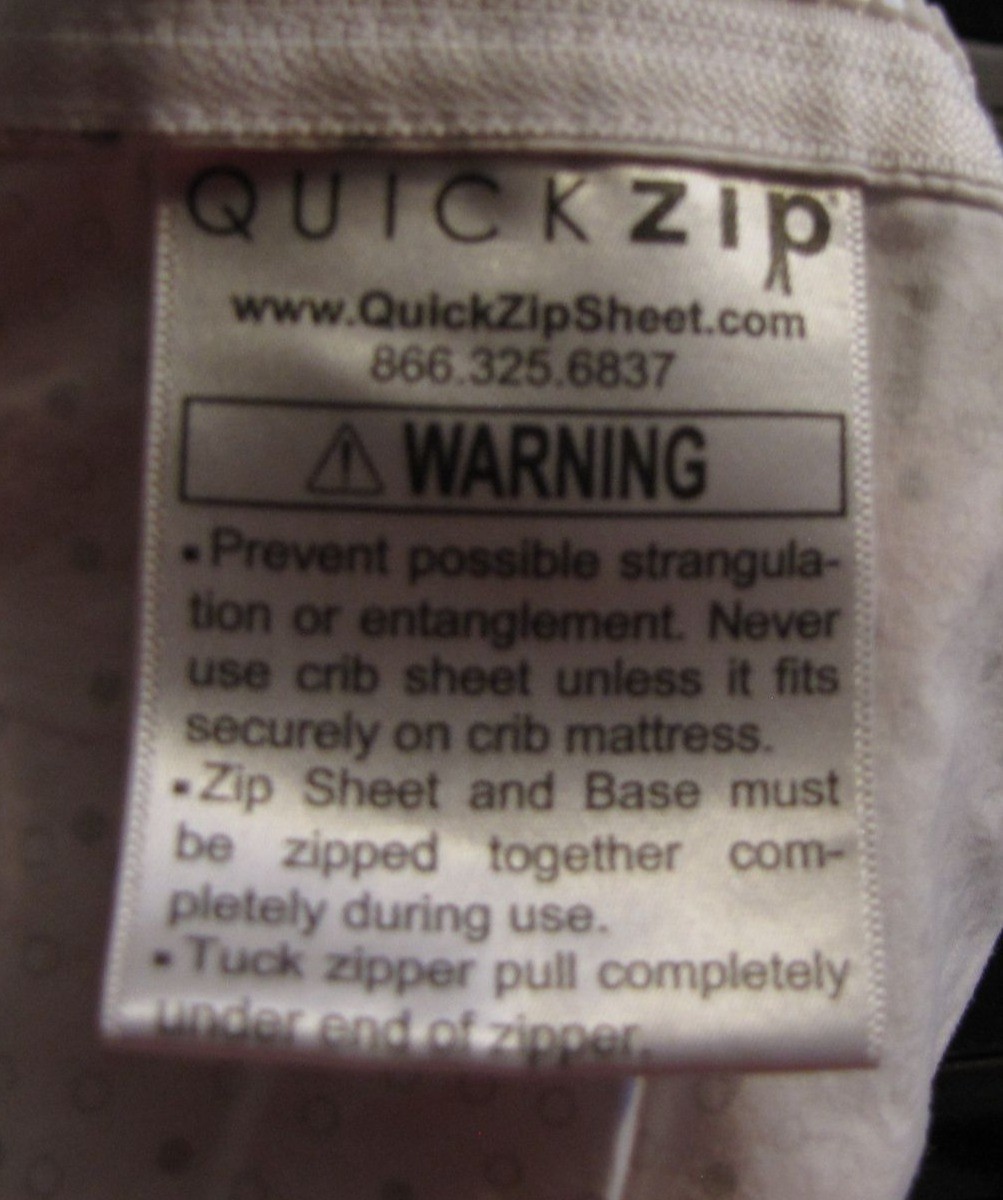 QUICKZIP®
www.QuickZipSheet.com
866.325.6837
⚠ WARNING
▪Prevent possible strangula-
tion or entanglement. Never
use crib sheet unless it fits
securely on crib mattress.
▪Zip Sheet and Base must
be zipped together com-
pletely during use.
▪Tuck zipper pull completely
under end of zipper.